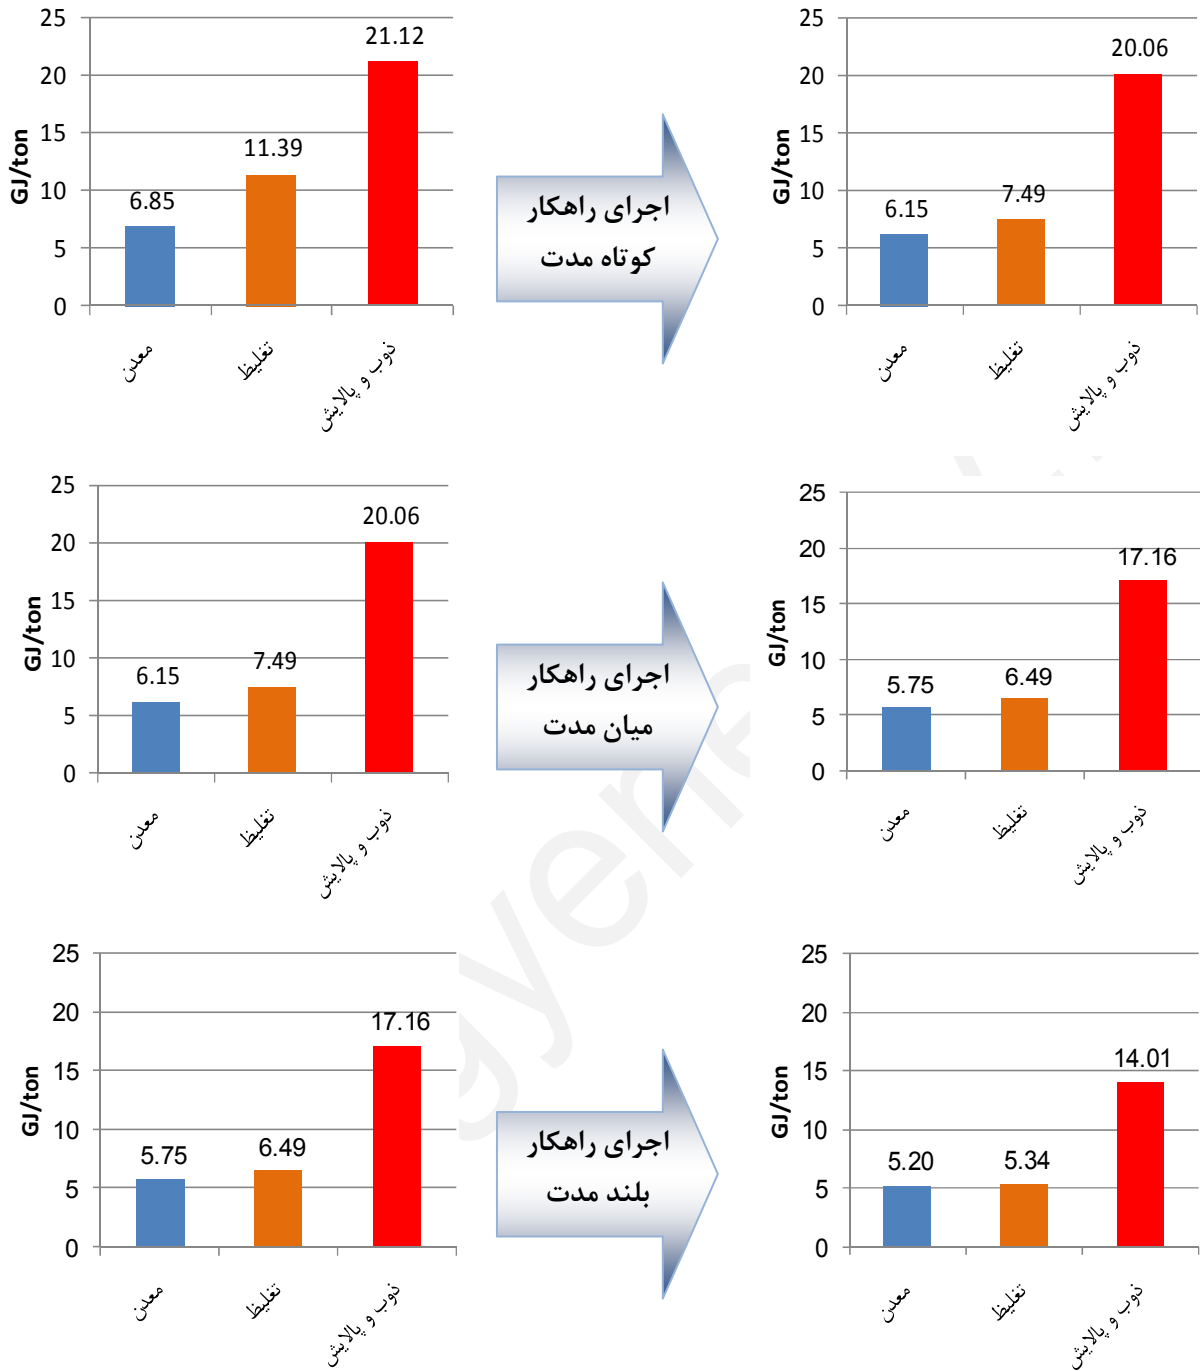 25
20
15
10
5
0
GJ/ton
6.85
11.39
21.12
معدن
تغلیظ
ذوب و پالایش
اجرای راهکار
کوتاه مدت
25
20
15
10
5
0
GJ/ton
6.15
7.49
20.06
معدن
تغلیظ
ذوب و پالایش
25
20
15
10
5
0
GJ/ton
6.15
7.49
20.06
معدن
تغلیظ
ذوب و پالایش
اجرای راهکار
میان مدت
25
20
15
10
5
0
GJ/ton
5.75
6.49
17.16
معدن
تغلیظ
ذوب و پالایش
25
20
15
10
5
0
GJ/ton
5.75
6.49
17.16
معدن
تغلیظ
ذوب و پالایش
اجرای راهکار
بلند مدت
25
20
15
10
5
0
GJ/ton
5.20
5.34
14.01
معدن
تغلیظ
ذوب و پالایش